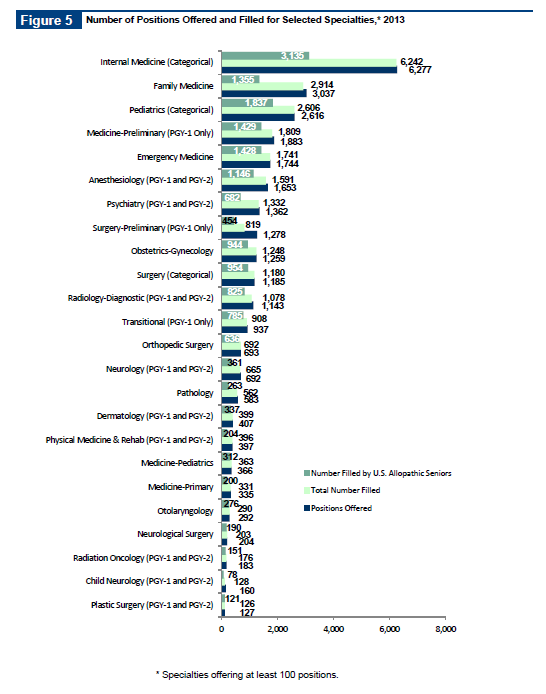 Figure 5 Number of Positions Offered and Filled for Selected Specialties,* 2013
Internal Medicine (Categorical) 3,135 6,242 6,277
Family Medicine 1,355 2,914 3,037
Pediatrics (Categorical) 1,837 2,606 2,616
Medicine-Preliminary (PGY-1 Only) 1,429 1,809 1,883
Emergency Medicine 1,428 1,741 1,744
Anesthesiology (PGY-1 and PGY-2) 1,146 1,591 1,653
Psychiatry (PGY-1 and PGY-2) 682 1,332 1,362
Surgery-Preliminary (PGY-1 Only) 454 819 1,278
Obstetrics-Gynecology 944 1,248 1,259
Surgery (Categorical) 954 1,180 1,185
Radiology-Diagnostic (PGY-1 and PGY-2) 825 1,078 1,143
Transitional (PGY-1 Only) 785 908 937
Orthopedic Surgery 636 692 693
Neurology (PGY-1 and PGY-2) 361 665 692
Pathology 263 562 583
Dermatology (PGY-1 and PGY-2) 337 399 407
Physical Medicine & Rehab (PGY-1 and PGY-2) 204 396 397
Medicine-Pediatrics 312 363 366
Medicine-Primary 200 331 335
Otolaryngology 276 290 292
Neurological Surgery 190 203 204
Radiation Oncology (PGY-1 and PGY-2) 151 176 183
Child Neurology (PGY-1 and PGY-2) 78 128 160
Plastic Surgery (PGY-1 and PGY-2) 121 126 127
Number Filled by U.S. Allopathic Seniors
Total Number Filled
Positions Offered
0 2,000 4,000 6,000 8,000
* Specialties offering at least 100 positions.